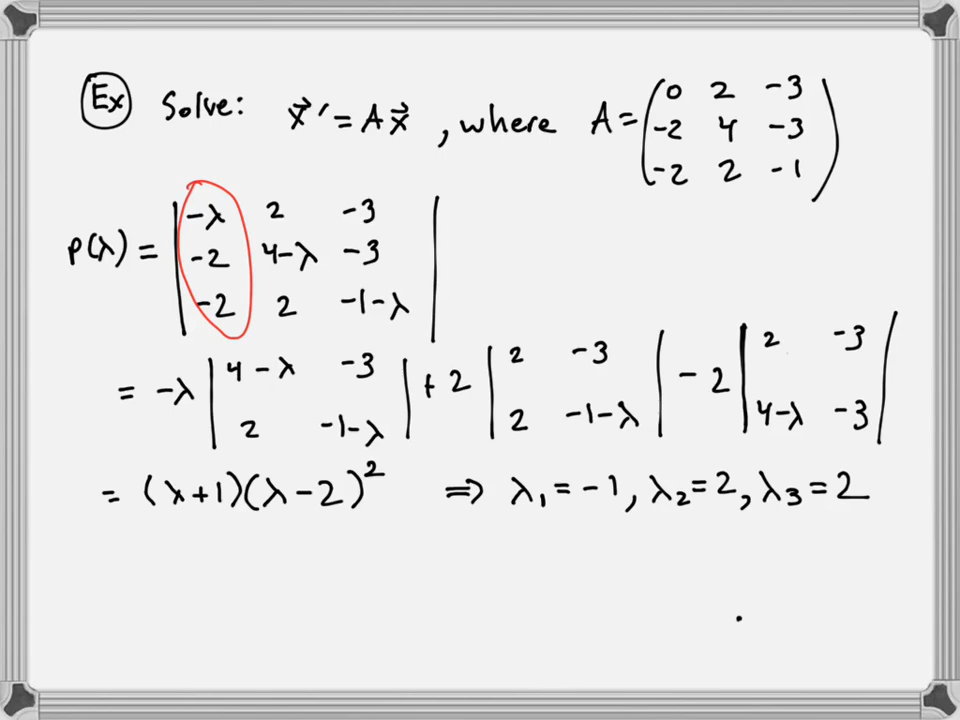 Ex Solve: x⃗' = Ax⃗, where A = (0 2 -3
-2 4 -3
-2 2 -1)
p(λ) = | -λ 2 -3
-2 4-λ -3
-2 2 -1-λ |
= -λ | 4-λ -3 | + 2 | 2 -3 | - 2 | 2 -3 |
| 2 -1-λ | | 2 -1-λ | | 4-λ -3 |
= (λ+1)(λ-2)² ⇒ λ₁ = -1, λ₂ = 2, λ₃ = 2